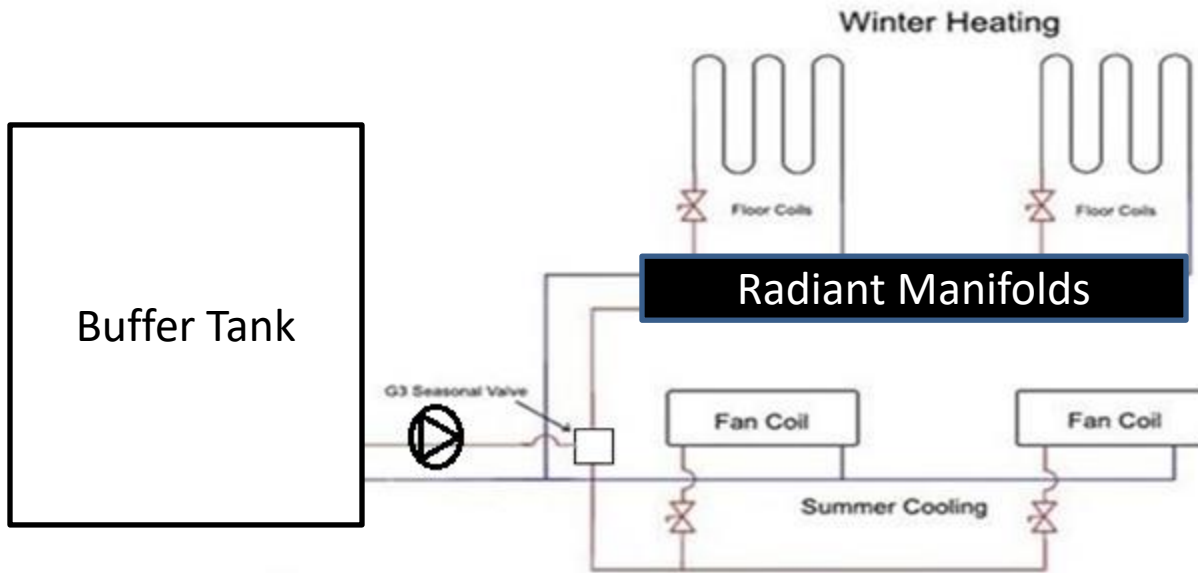 Winter Heating
Floor Coils
Floor Coils
Radiant Manifolds
Buffer Tank
G3 Seasonal Valve
Fan Coil
Fan Coil
Summer Cooling